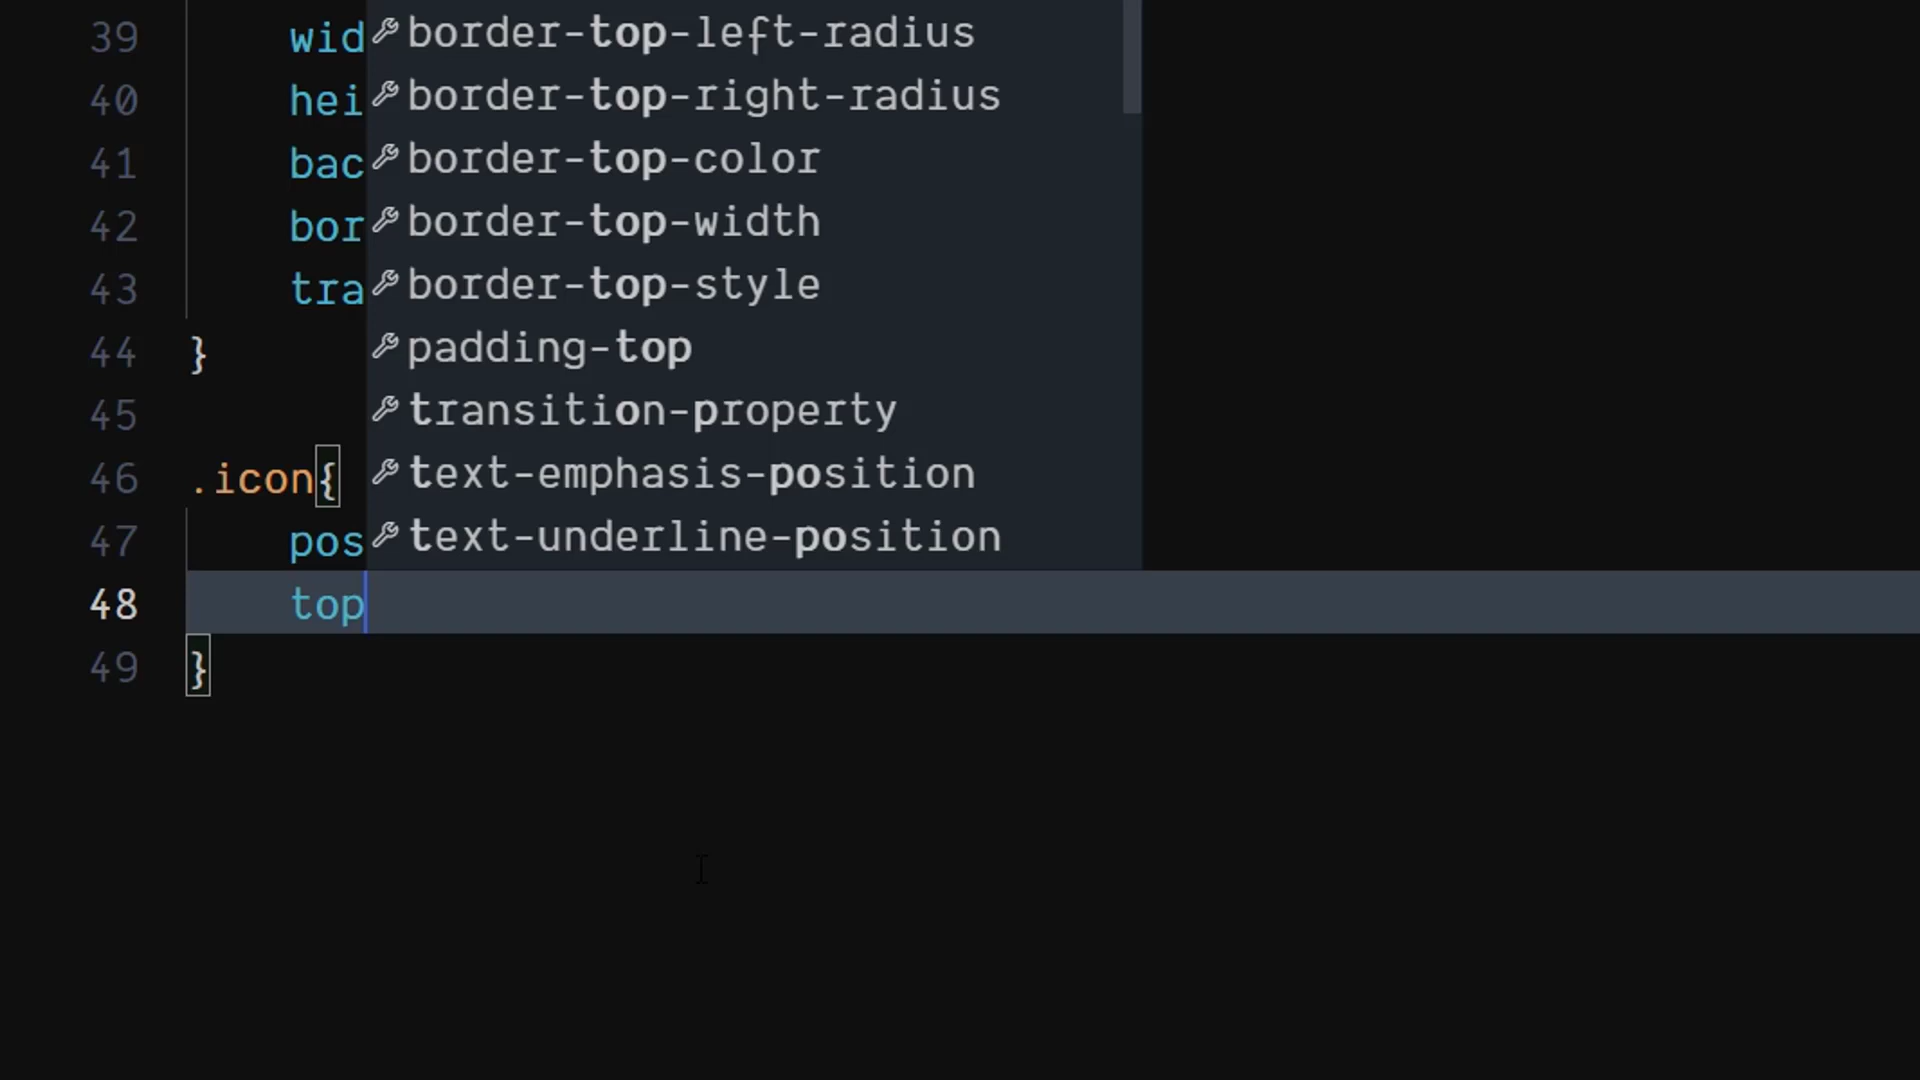 39 wid border-top-left-radius
40 hei border-top-right-radius
41 bac border-top-color
42 bor border-top-width
43 tra border-top-style
44 } padding-top
45 transition-property
46 .icon{ text-emphasis-position
47 pos text-underline-position
48 top
49 }